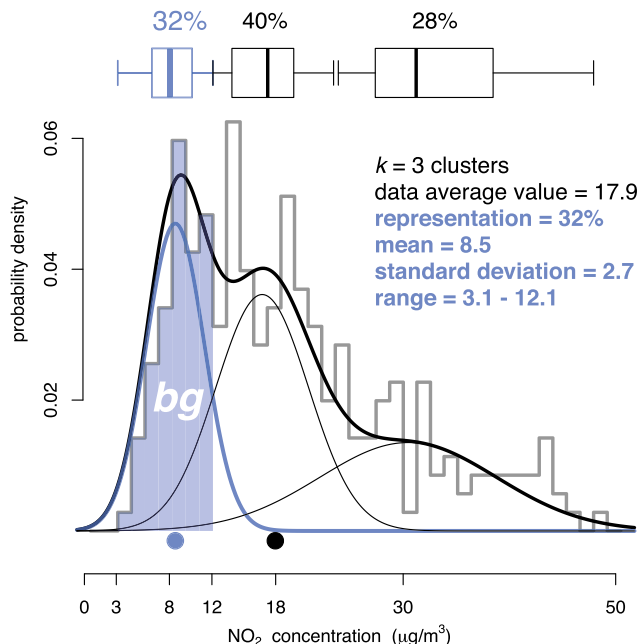 32% 40% 28%
k = 3 clusters
data average value = 17.9
representation = 32%
mean = 8.5
standard deviation = 2.7
range = 3.1 - 12.1
probability density
0.06
0.04
0.02
bg
0 3 8 12 18 30 50
NO₂ concentration (μg/m³)